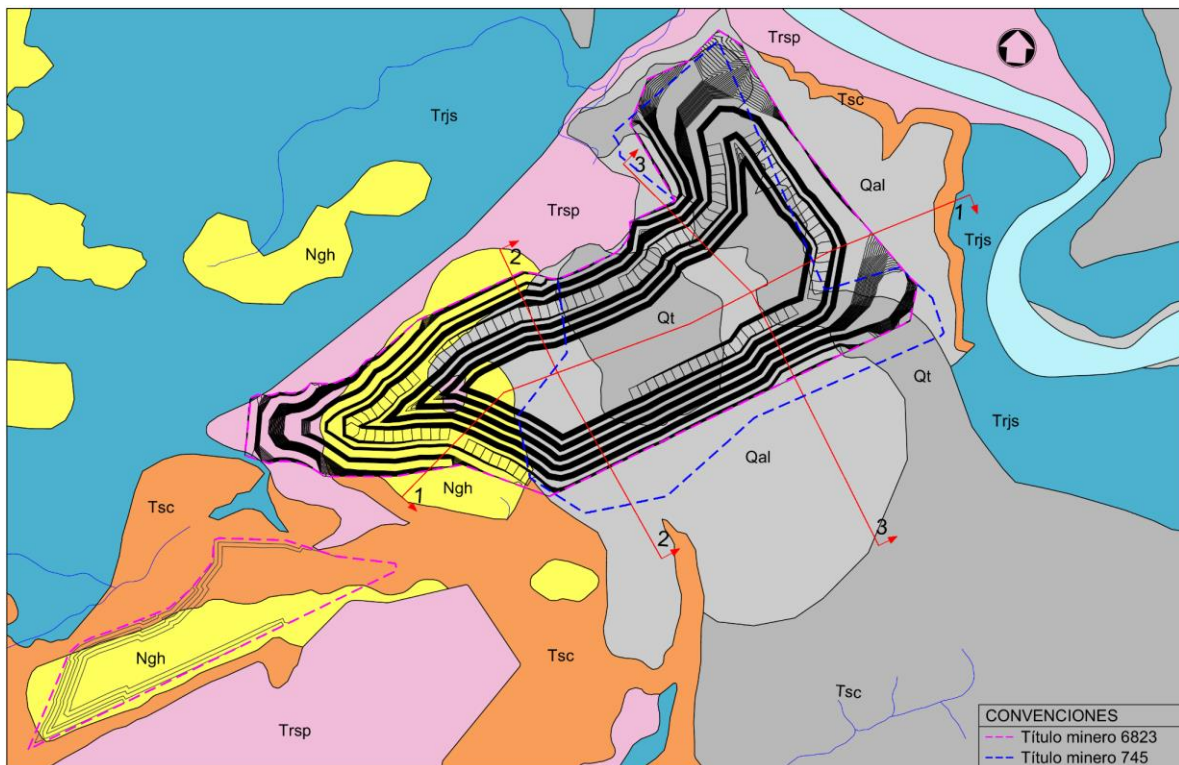 Trsp
Tsc
Trjs
Qal
3
Trsp
1
Ngh
2
Trjs
Qt
Qt
Trjs
Qal
Ngh
1
Tsc
3
2
Ngh
Tsc
Tsc
Trsp
CONVENCIONES
Título minero 6823
Título minero 745